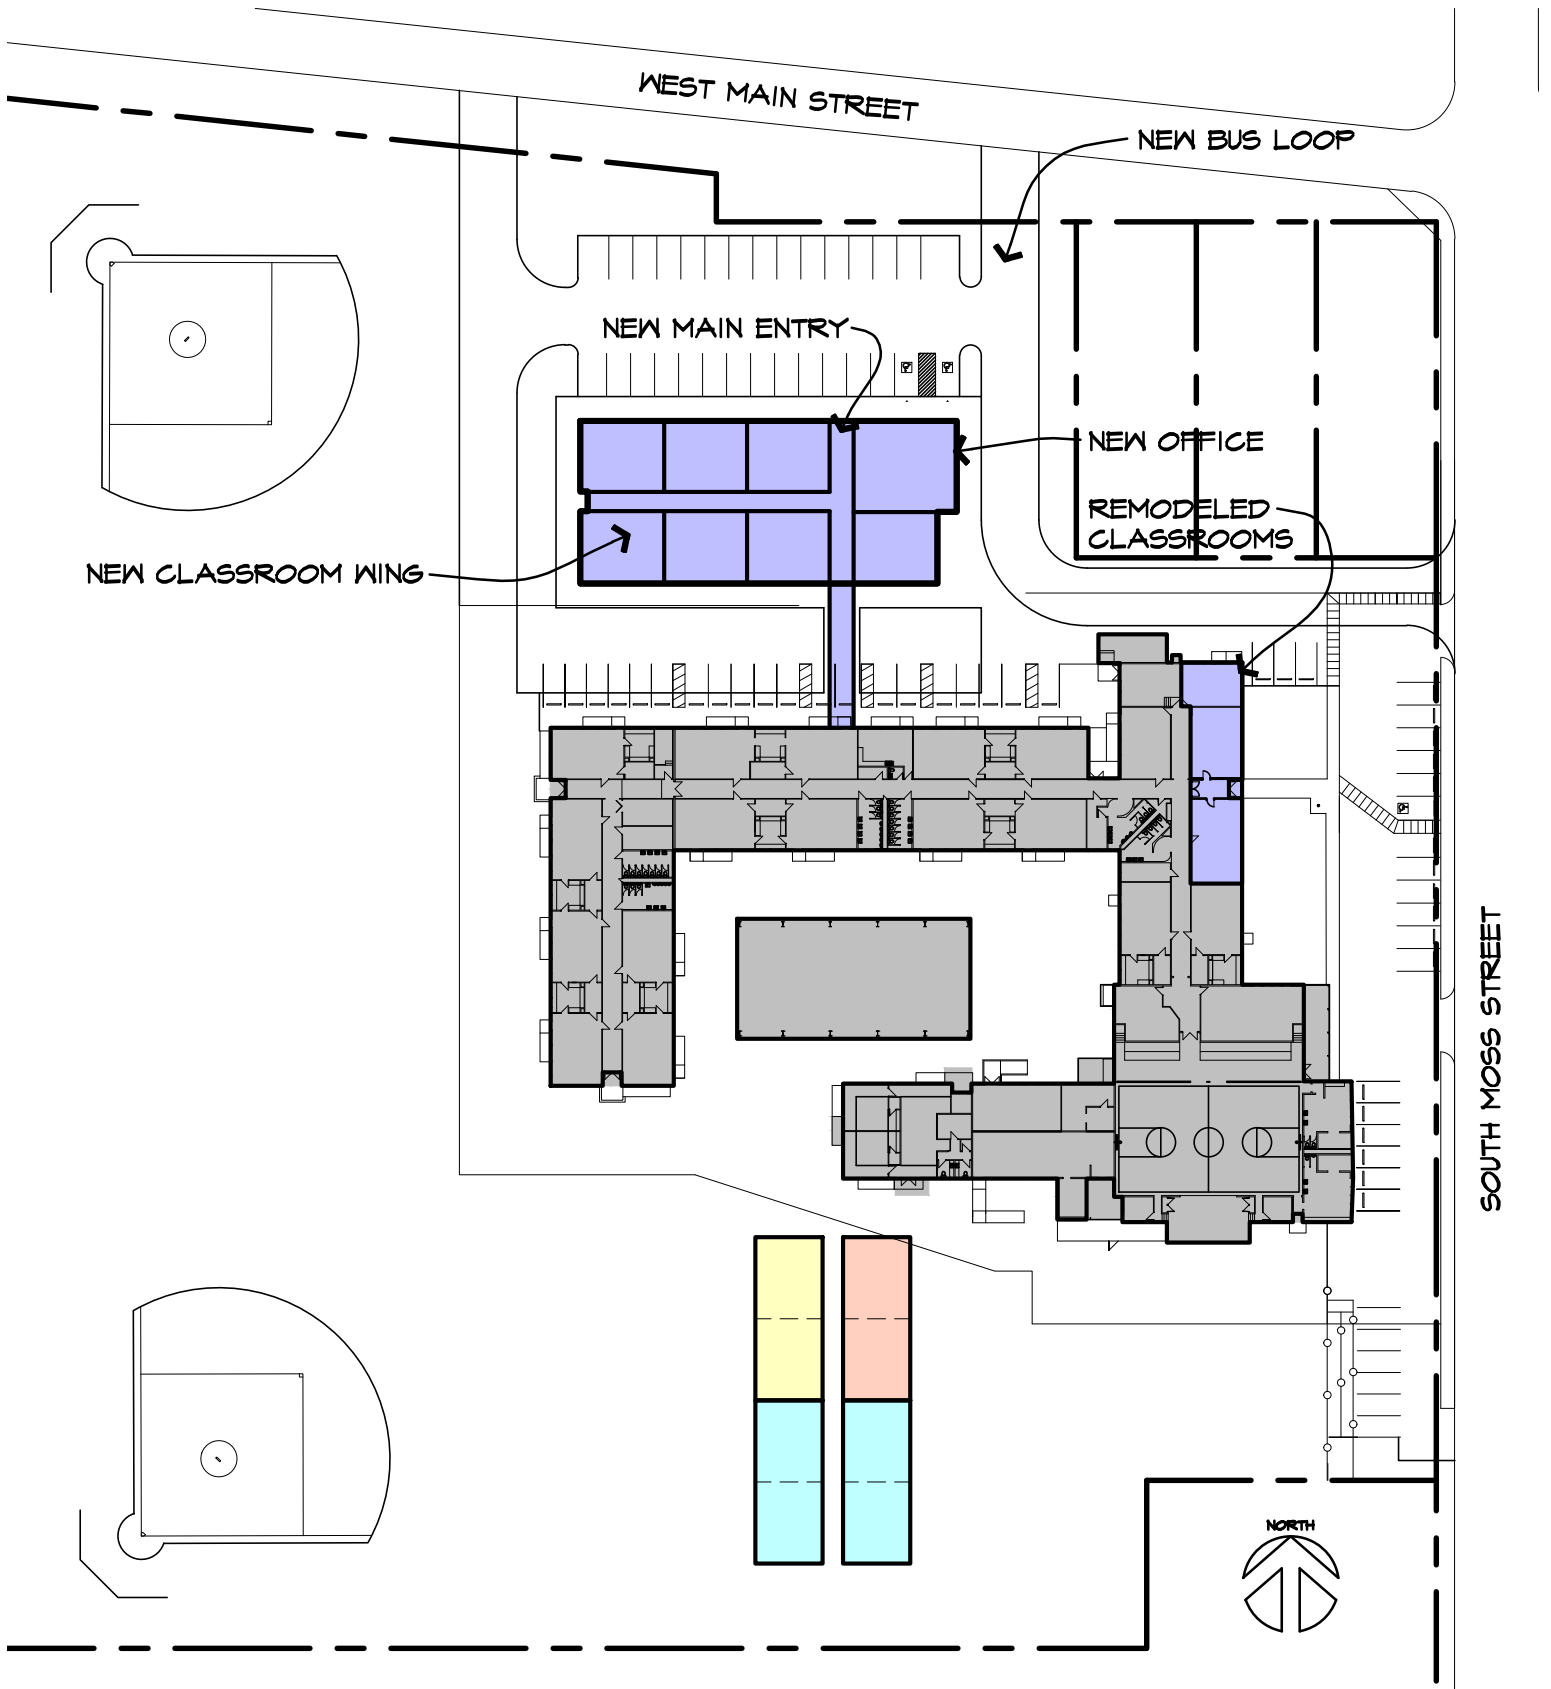 WEST MAIN STREET
NEW BUS LOOP
NEW MAIN ENTRY
NEW OFFICE
REMODELED
CLASSROOMS
NEW CLASSROOM WING
SOUTH MOSS STREET
NORTH